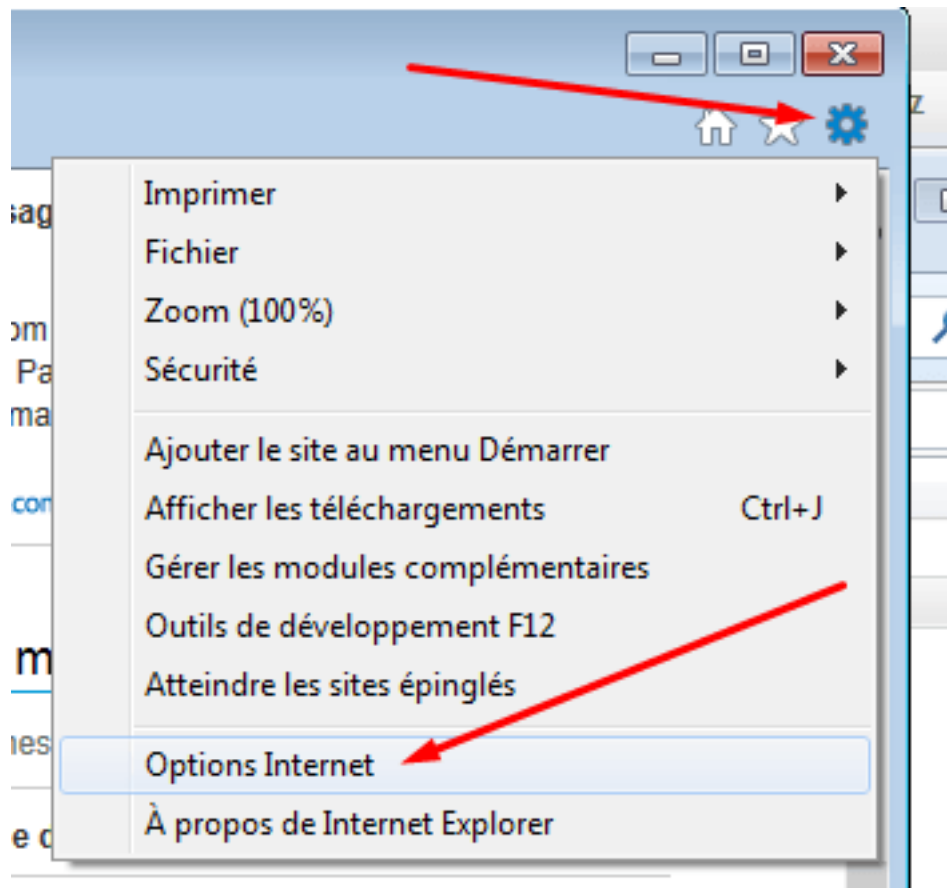 Imprimer
Fichier
Zoom (100%)
Sécurité
Ajouter le site au menu Démarrer
Afficher les téléchargements Ctrl+J
Gérer les modules complémentaires
Outils de développement F12
Atteindre les sites épinglés
Options Internet
À propos de Internet Explorer